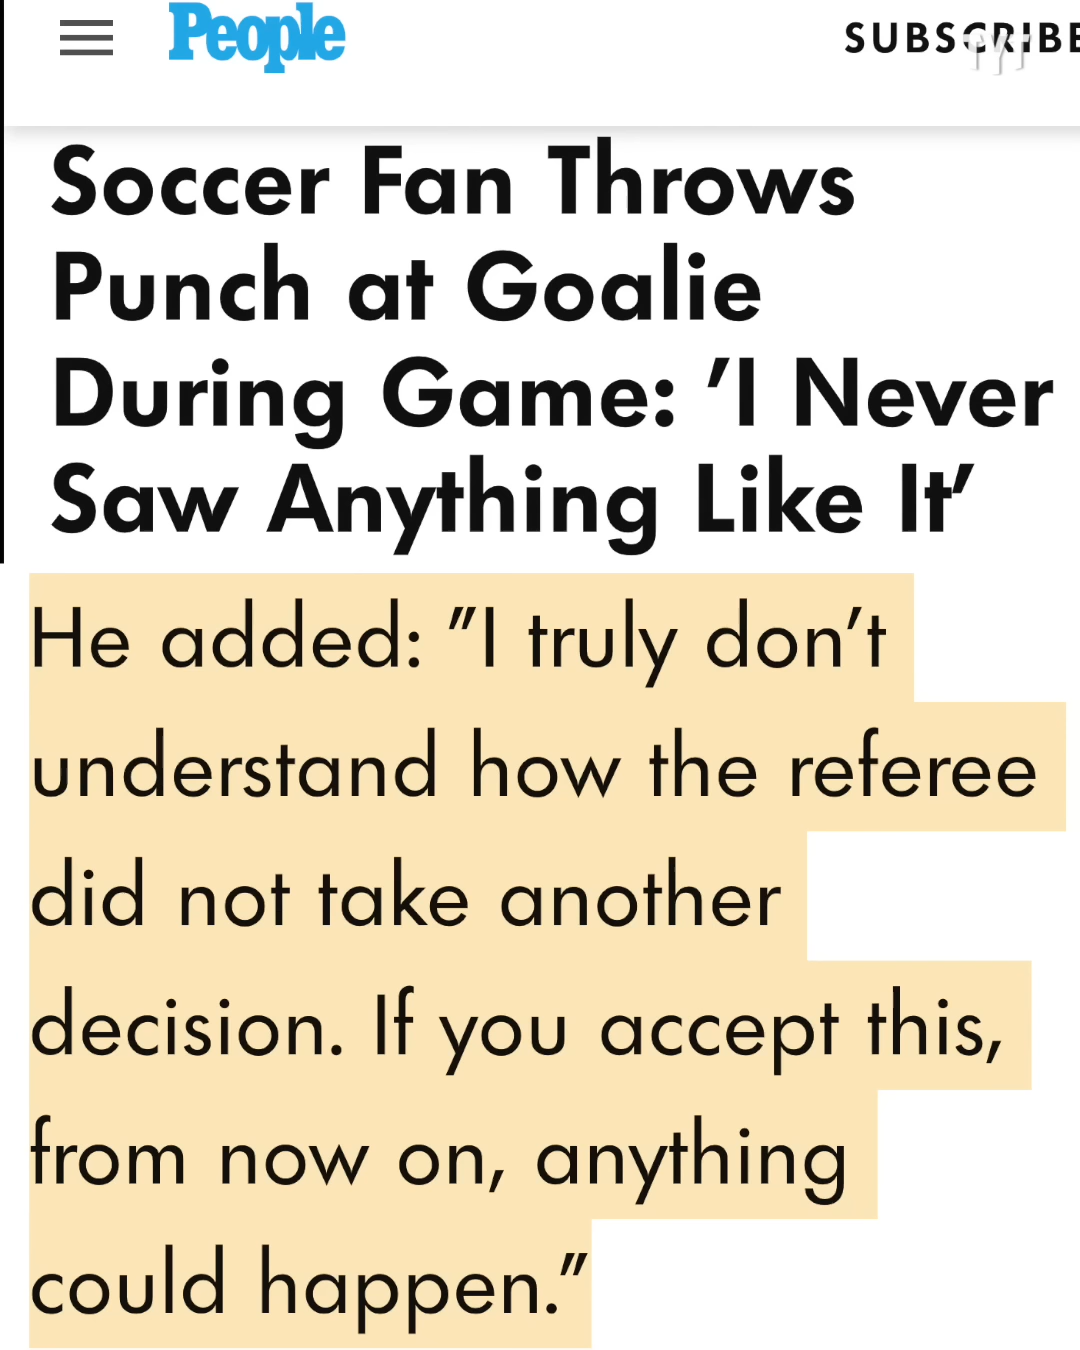 People
SUBSCRIBE
TYT
Soccer Fan Throws
Punch at Goalie
During Game: 'I Never
Saw Anything Like It'
He added: "I truly don't
understand how the referee
did not take another
decision. If you accept this,
from now on, anything
could happen."